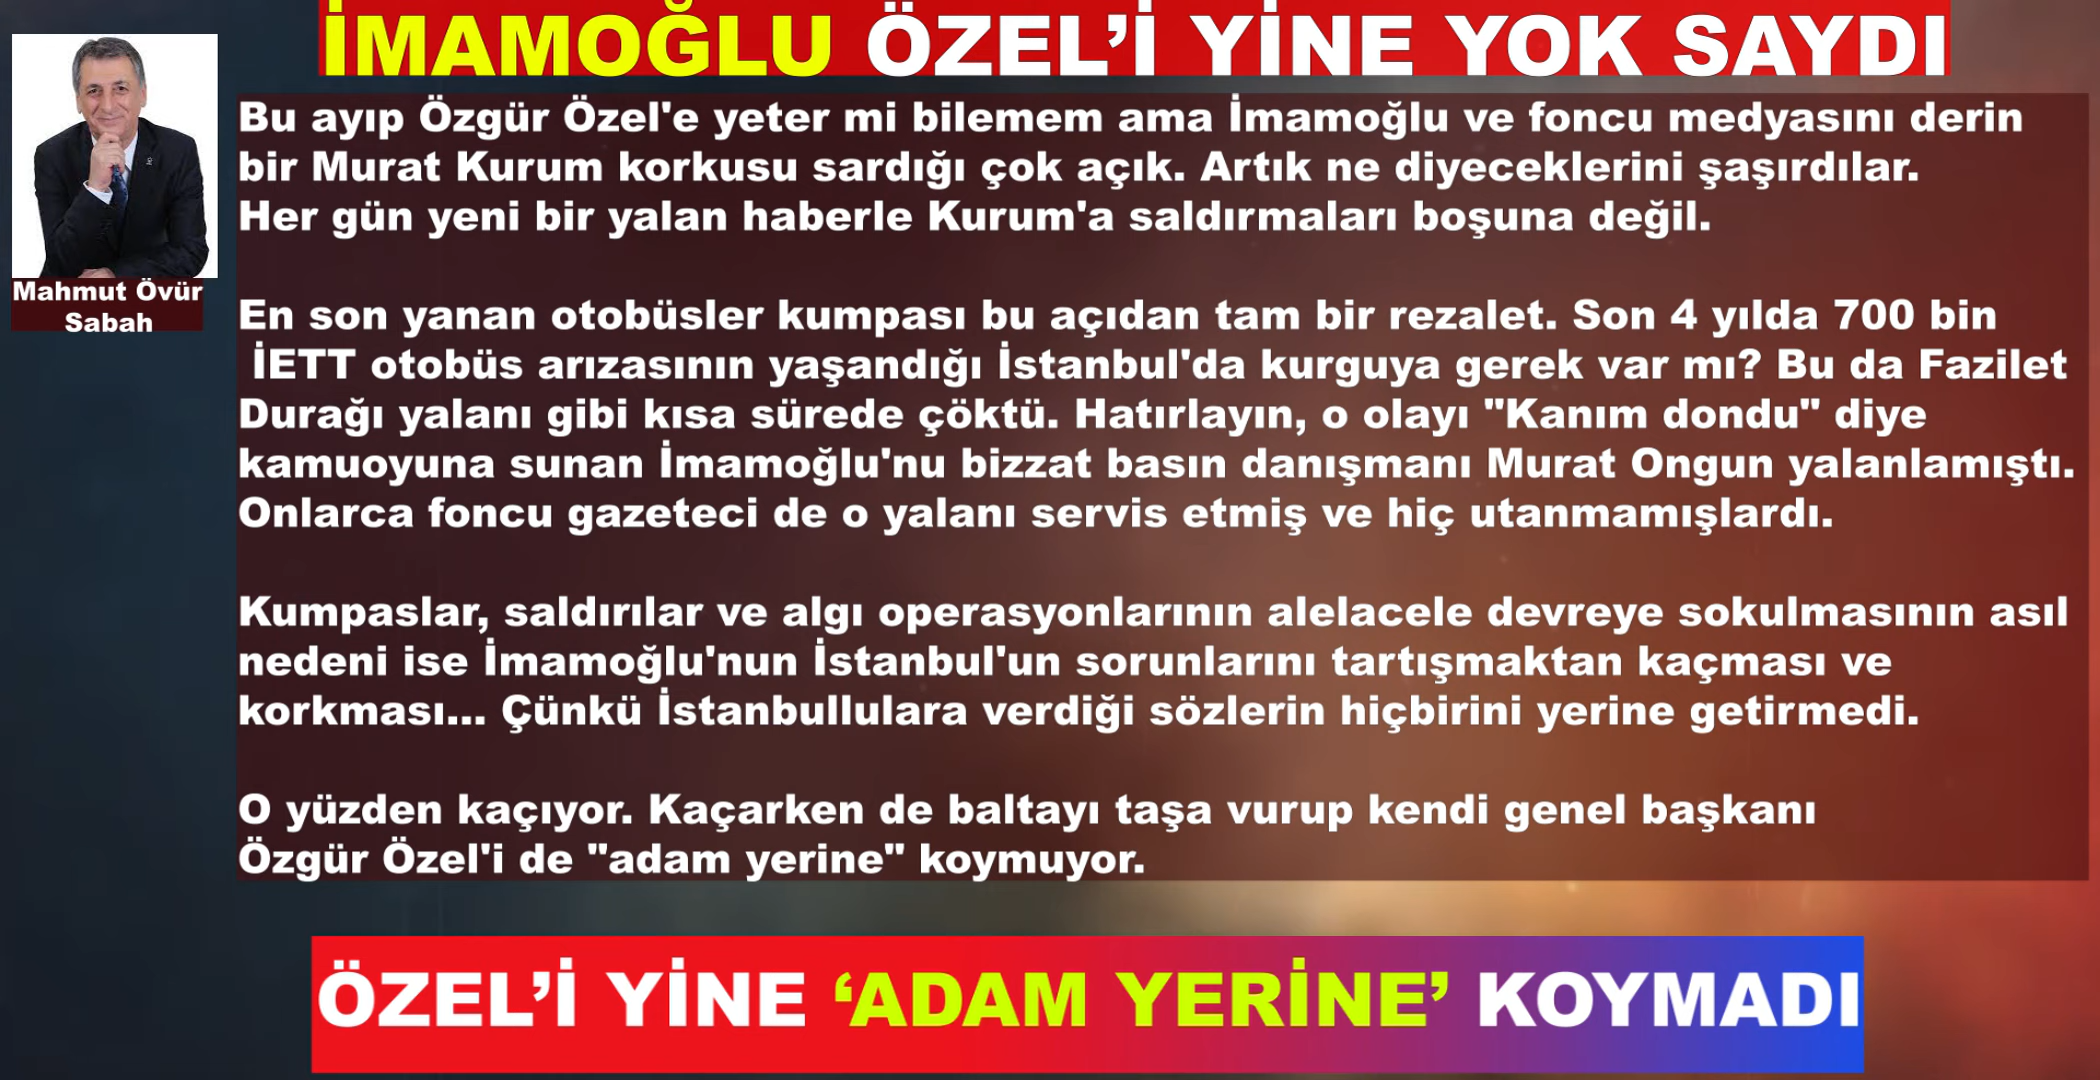 İMAMOĞLU ÖZEL’İ YİNE YOK SAYDI
Mahmut Övür
Sabah
Bu ayıp Özgür Özel'e yeter mi bilemem ama İmamoğlu ve foncu medyasını derin
bir Murat Kurum korkusu sardığı çok açık. Artık ne diyeceklerini şaşırdılar.
Her gün yeni bir yalan haberle Kurum'a saldırmaları boşuna değil.
En son yanan otobüsler kumpası bu açıdan tam bir rezalet. Son 4 yılda 700 bin
İETT otobüs arızasının yaşandığı İstanbul'da kurguya gerek var mı? Bu da Fazilet
Durağı yalanı gibi kısa sürede çöktü. Hatırlayın, o olayı "Kanım dondu" diye
kamuoyuna sunan İmamoğlu'nu bizzat basın danışmanı Murat Ongun yalanlamıştı.
Onlarca foncu gazeteci de o yalanı servis etmiş ve hiç utanmamışlardı.
Kumpaslar, saldırılar ve algı operasyonlarının alelacele devreye sokulmasının asıl
nedeni ise İmamoğlu'nun İstanbul'un sorunlarını tartışmaktan kaçması ve
korkması... Çünkü İstanbullulara verdiği sözlerin hiçbirini yerine getirmedi.
O yüzden kaçıyor. Kaçarken de baltayı taşa vurup kendi genel başkanı
Özgür Özel'i de "adam yerine" koymuyor.
ÖZEL’İ YİNE ‘ADAM YERİNE’ KOYMADI